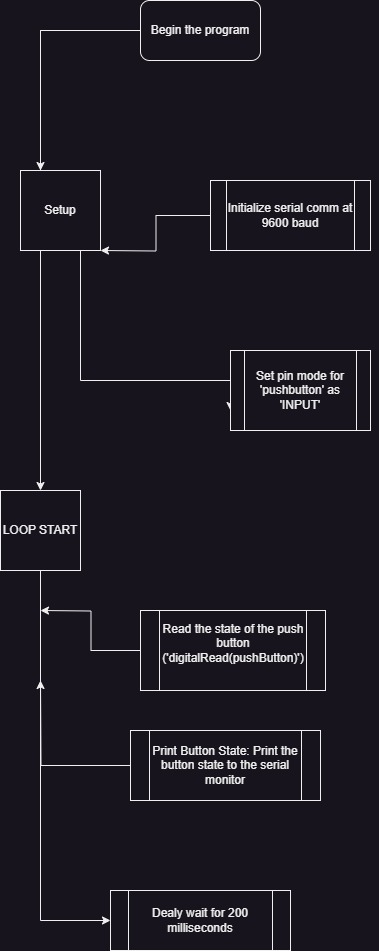 Begin the program
Setup
Initialize serial comm at
9600 baud
Set pin mode for
'pushbutton' as
'INPUT'
LOOP START
Read the state of the push
button
('digitalRead(pushButton)')
Print Button State: Print the
button state to the serial
monitor
Dealy wait for 200
milliseconds